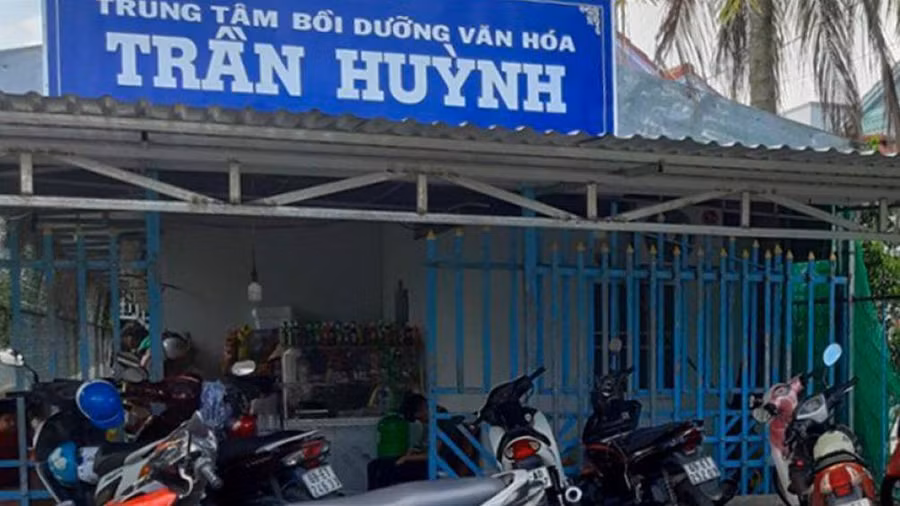 TRUNG TÂM BỒI DƯỠNG VĂN HÓA
TRẦN HUỲNH